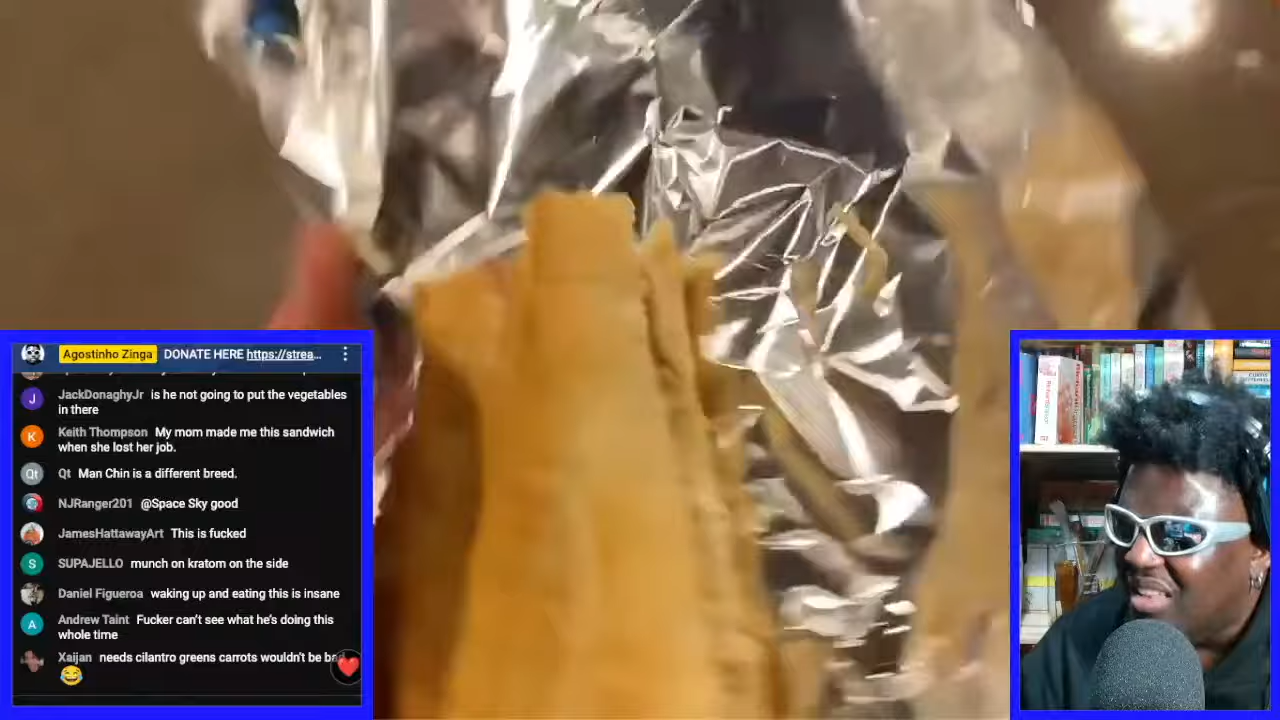 Agostinho Zinga DONATE HERE https://strea...
JackDonaghyJr is he not going to put the vegetables
in there
Keith Thompson My mom made me this sandwich
when she lost her job.
Qt Qt Man Chin is a different breed.
NJRanger201 @Space Sky good
JamesHattawayArt This is fucked
S SUPAJELLO munch on kratom on the side
Daniel Figueroa waking up and eating this is insane
A Andrew Taint Fucker can't see what he's doing this
whole time
Xaijan needs cilantro greens carrots wouldn't be
😂
J
K